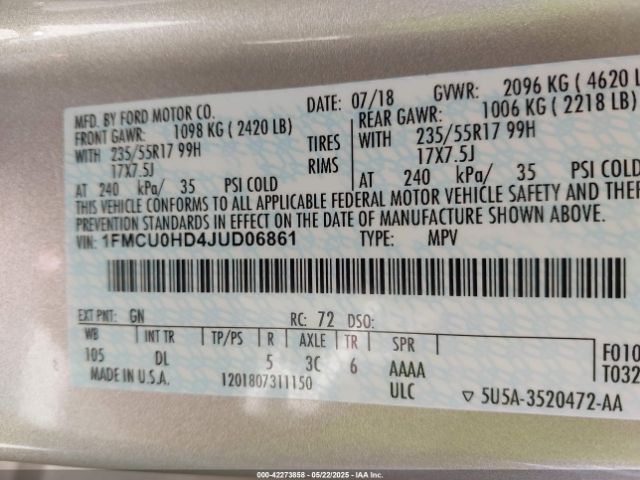 MFD. BY FORD MOTOR CO.
DATE: 07/18 GVWR: 2096 KG ( 4620 L
FRONT GAWR: 1098 KG ( 2420 LB) REAR GAWR: 1006 KG ( 2218 LB)
WITH 235/55R17 99H TIRES WITH 235/55R17 99H
17X7.5J RIMS 17X7.5J
AT 240 kPa/ 35 PSI COLD AT 240 kPa/ 35 PSI COLD
THIS VEHICLE CONFORMS TO ALL APPLICABLE FEDERAL MOTOR VEHICLE SAFETY AND THEF
PREVENTION STANDARDS IN EFFECT ON THE DATE OF MANUFACTURE SHOWN ABOVE.
VIN: 1FMCU0HD4JUD06861 TYPE: MPV
EXT PNT: GN RC: 72 DSO:
WB INT TR TP/PS R AXLE TR SPR
105 DL 5 3C 6 AAAA
F010
T032
MADE IN U.S.A. 1201807311150 ULC ▽ 5U5A-3520472-AA
000-42273858 - 05/22/2025 - IAA Inc.